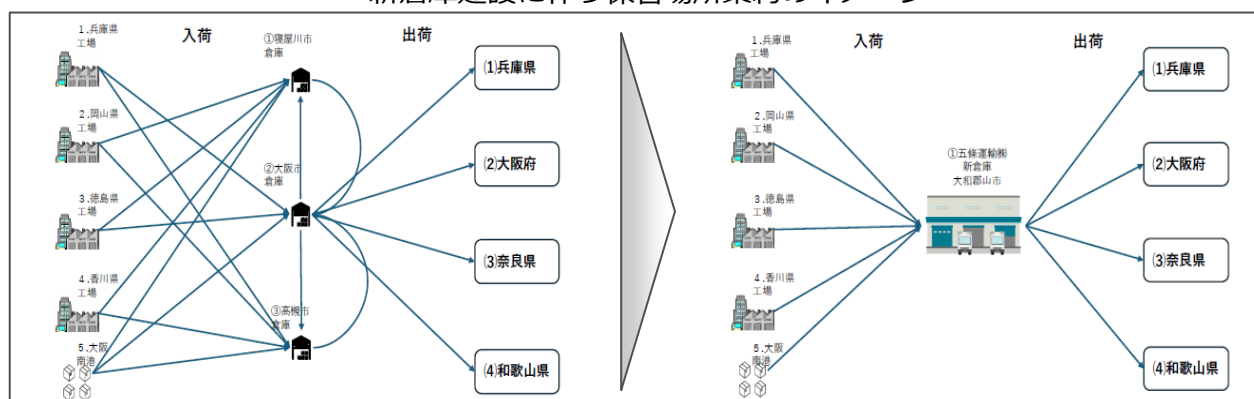 入荷
出荷
1.兵庫県
工場
2.岡山県
工場
3.徳島県
工場
4.香川県
工場
5.大阪
南港
①寝屋川市
倉庫
②大阪市
倉庫
③高槻市
倉庫
(1)兵庫県
(2)大阪府
(3)奈良県
(4)和歌山県
入荷
出荷
1.兵庫県
工場
2.岡山県
工場
3.徳島県
工場
4.香川県
工場
5.大阪
南港
①五條運輸㈱
新倉庫
大和郡山市
(1)兵庫県
(2)大阪府
(3)奈良県
(4)和歌山県